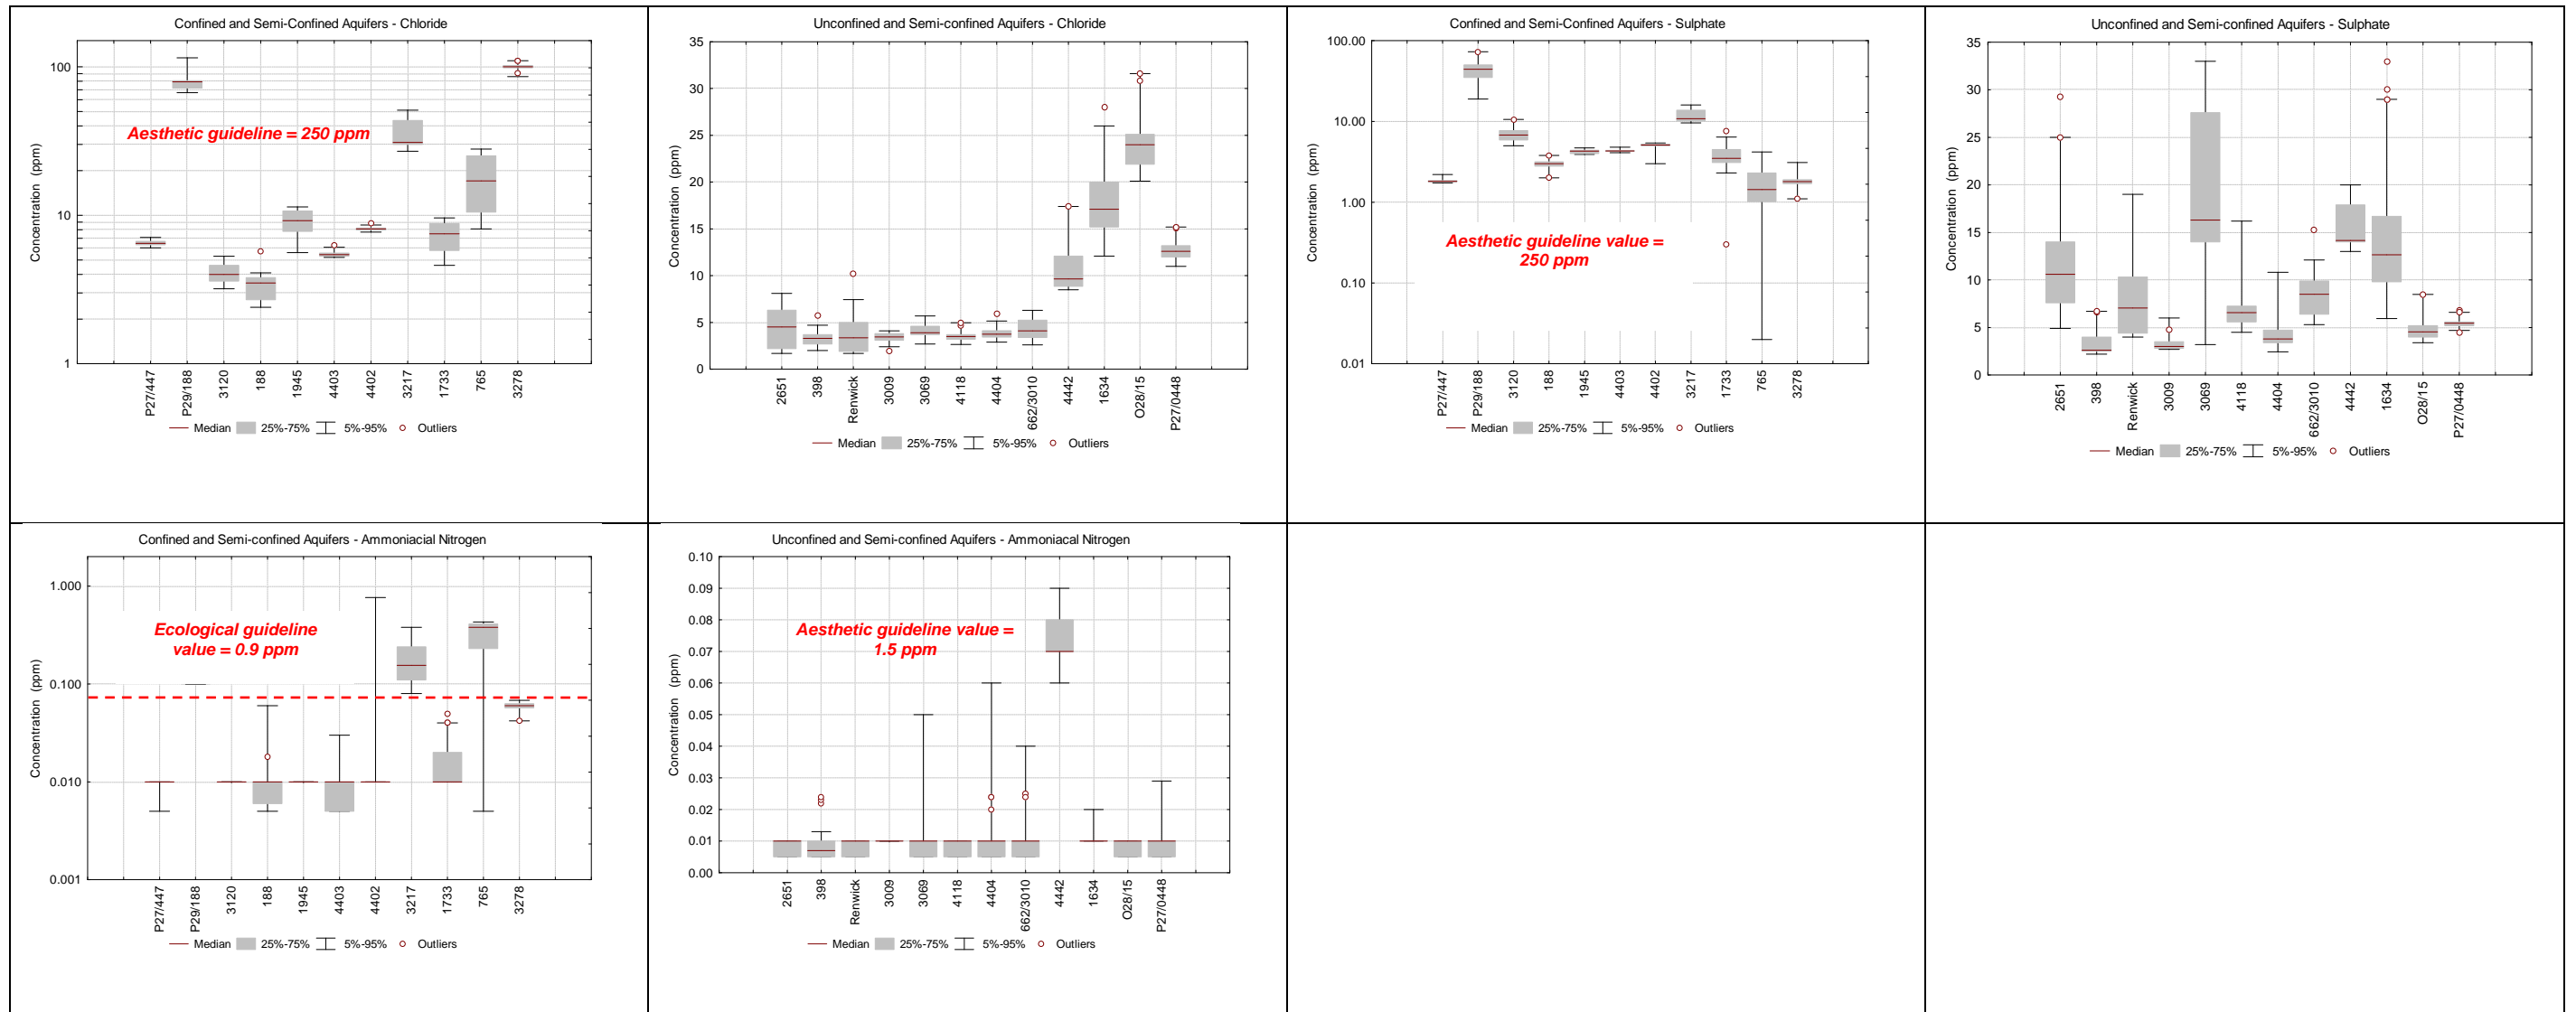 Confined and Semi-Confined Aquifers - Chloride
Concentration (ppm)
100
10
1
Aesthetic guideline = 250 ppm
P27/447
P29/188
3120
188
1945
4403
4402
3217
1733
765
3278
Median 25%-75% 5%-95% Outliers
Unconfined and Semi-confined Aquifers - Chloride
Concentration (ppm)
35
30
25
20
15
10
5
0
2651
398
Renwick
3009
3069
4118
4404
662/3010
4442
1634
O28/15
P27/0448
Median 25%-75% 5%-95% Outliers
Confined and Semi-Confined Aquifers - Sulphate
Concentration (ppm)
100.00
10.00
1.00
0.10
0.01
Aesthetic guideline value =
250 ppm
P27/447
P29/188
3120
188
1945
4403
4402
3217
1733
765
3278
Median 25%-75% 5%-95% Outliers
Unconfined and Semi-confined Aquifers - Sulphate
Concentration (ppm)
35
30
25
20
15
10
5
0
2651
398
Renwick
3009
3069
4118
4404
662/3010
4442
1634
O28/15
P27/0448
Median 25%-75% 5%-95% Outliers
Confined and Semi-confined Aquifers - Ammoniacial Nitrogen
Concentration (ppm)
1.000
0.100
0.010
0.001
Ecological guideline
value = 0.9 ppm
P27/447
P29/188
3120
188
1945
4403
4402
3217
1733
765
3278
Median 25%-75% 5%-95% Outliers
Unconfined and Semi-confined Aquifers - Ammoniacal Nitrogen
Concentration (ppm)
0.10
0.09
0.08
0.07
0.06
0.05
0.04
0.03
0.02
0.01
0.00
Aesthetic guideline value =
1.5 ppm
2651
398
Renwick
3009
3069
4118
4404
662/3010
4442
1634
O28/15
P27/0448
Median 25%-75% 5%-95% Outliers